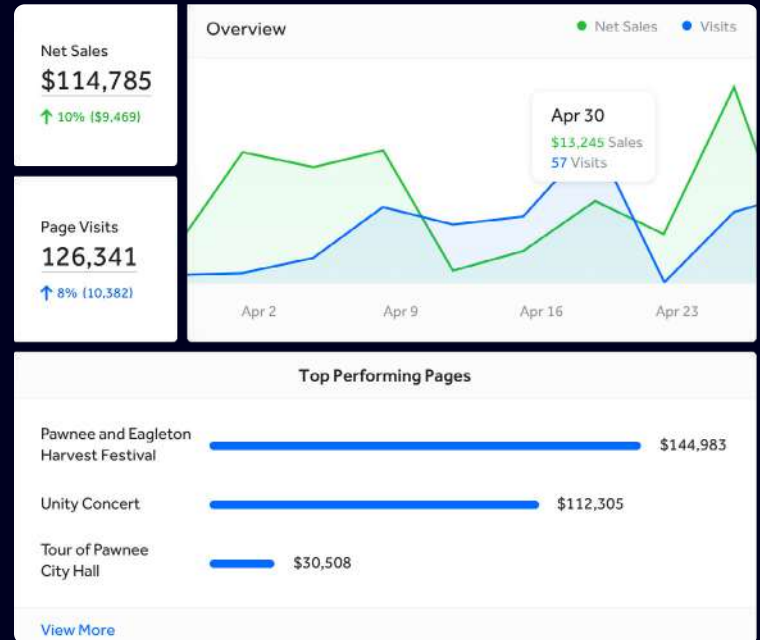 Net Sales
$114,785
↑ 10% ($9,469)
Page Visits
126,341
↑ 8% (10,382)
Overview
Net Sales
Visits
Apr 30
$13,245 Sales
57 Visits
Apr 2
Apr 9
Apr 16
Apr 23
Top Performing Pages
Pawnee and Eagleton
Harvest Festival
$144,983
Unity Concert
$112,305
Tour of Pawnee
City Hall
$30,508
View More